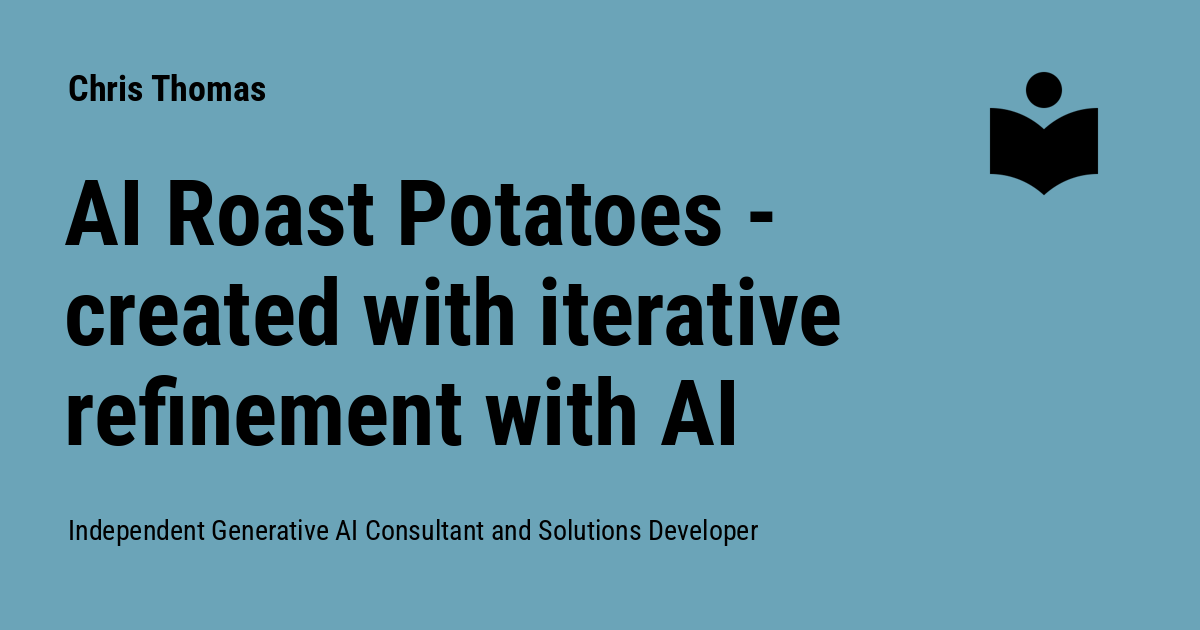 Chris Thomas
AI Roast Potatoes -
created with iterative
refinement with AI
Independent Generative AI Consultant and Solutions Developer